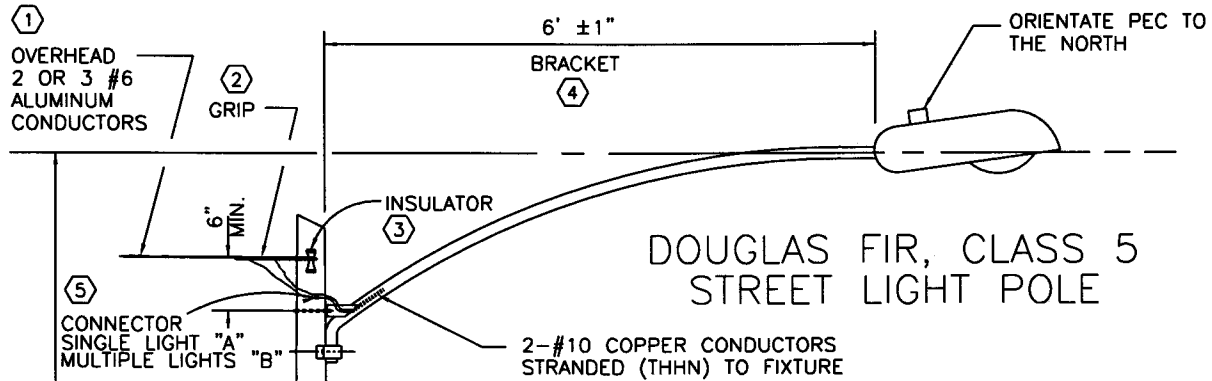 1
OVERHEAD
2 OR 3 #6
ALUMINUM
CONDUCTORS
2
GRIP
6' ±1"
BRACKET
4
ORIENTATE PEC TO
THE NORTH
6"
MIN.
INSULATOR
3
DOUGLAS FIR, CLASS 5
STREET LIGHT POLE
5
CONNECTOR
SINGLE LIGHT "A"
MULTIPLE LIGHTS "B"
2-#10 COPPER CONDUCTORS
STRANDED (THHN) TO FIXTURE